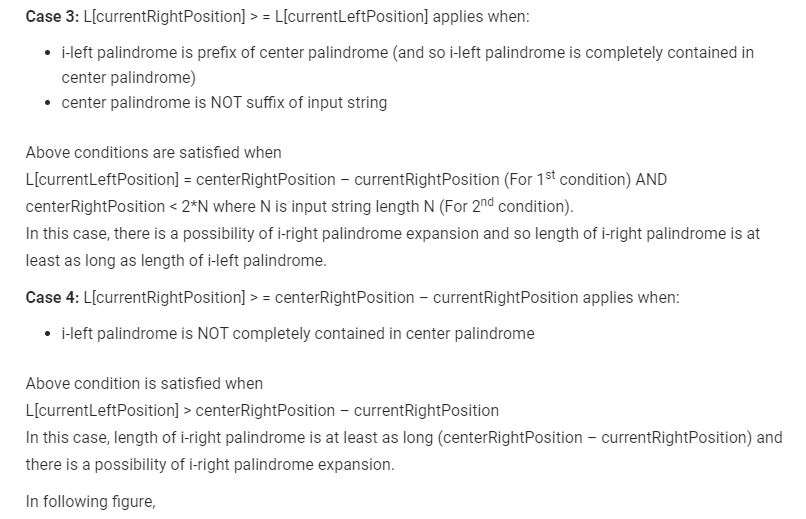 Case 3: L[currentRightPosition] > = L[currentLeftPosition] applies when:
• i-left palindrome is prefix of center palindrome (and so i-left palindrome is completely contained in
center palindrome)
• center palindrome is NOT suffix of input string
Above conditions are satisfied when
L[currentLeftPosition] = centerRightPosition – currentRightPosition (For 1st condition) AND
centerRightPosition < 2*N where N is input string length N (For 2nd condition).
In this case, there is a possibility of i-right palindrome expansion and so length of i-right palindrome is at
least as long as length of i-left palindrome.
Case 4: L[currentRightPosition] > = centerRightPosition – currentRightPosition applies when:
• i-left palindrome is NOT completely contained in center palindrome
Above condition is satisfied when
L[currentLeftPosition] > centerRightPosition – currentRightPosition
In this case, length of i-right palindrome is at least as long (centerRightPosition – currentRightPosition) and
there is a possibility of i-right palindrome expansion.
In following figure,